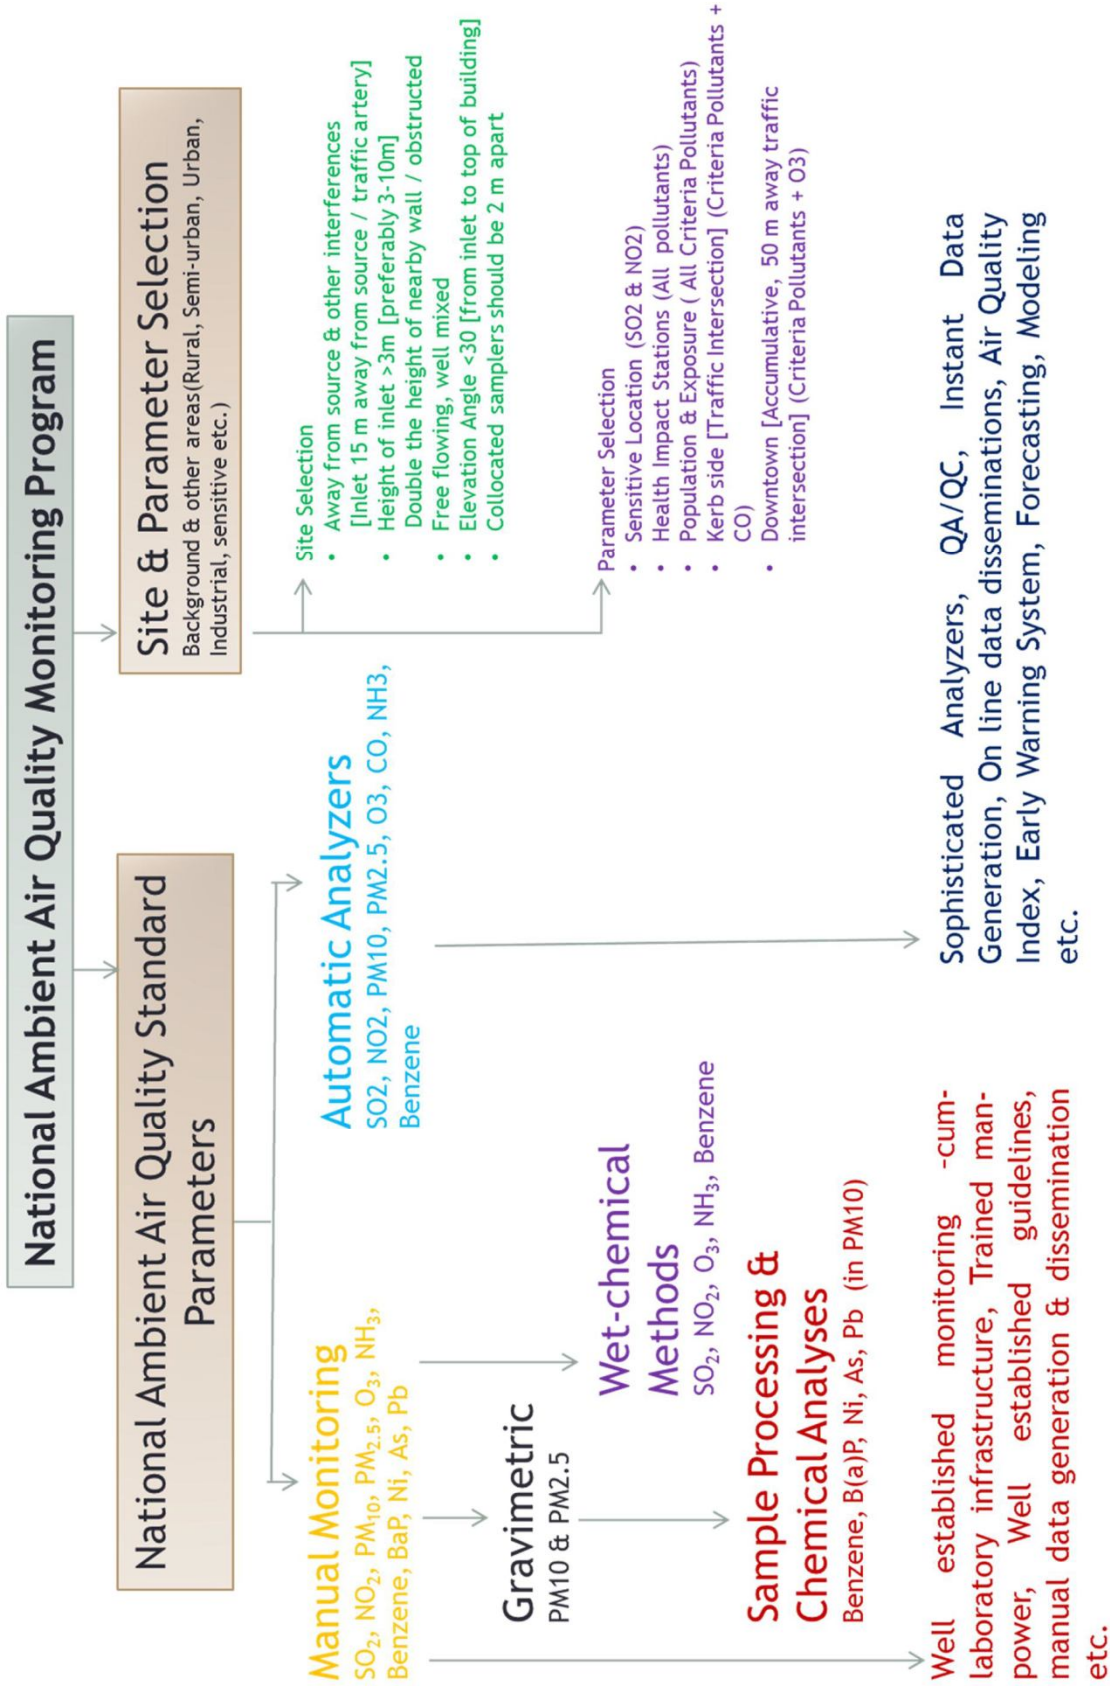 National Ambient Air Quality Monitoring Program
National Ambient Air Quality Standard
Parameters
Site & Parameter Selection
Background & other areas(Rural, Semi-urban, Urban,
Industrial, sensitive etc.)
Manual Monitoring
SO₂, NO₂, PM₁₀, PM₂.₅, O₃, NH₃,
Benzene, BaP, Ni, As, Pb
Automatic Analyzers
SO2, NO2, PM10, PM2.5, O3, CO, NH3,
Benzene
Site Selection
• Away from source & other interferences
[Inlet 15 m away from source / traffic artery]
• Height of inlet >3m [preferably 3-10m]
Double the height of nearby wall / obstructed
• Free flowing, well mixed
• Elevation Angle <30 [from inlet to top of building]
• Collocated samplers should be 2 m apart
Gravimetric
PM10 & PM2.5
Wet-chemical
Methods
SO₂, NO₂, O₃, NH₃, Benzene
Parameter Selection
• Sensitive Location (SO2 & NO2)
• Health Impact Stations (All pollutants)
• Population & Exposure ( All Criteria Pollutants)
• Kerb side [Traffic Intersection] (Criteria Pollutants +
CO)
• Downtown [Accumulative, 50 m away traffic
intersection] (Criteria Pollutants + O3)
Sample Processing &
Chemical Analyses
Benzene, B(a)P, Ni, As, Pb (in PM10)
Well established monitoring -cum-
laboratory infrastructure, Trained man-
power, Well established guidelines,
manual data generation & dissemination
etc.
Sophisticated Analyzers, QA/QC, Instant Data
Generation, On line data disseminations, Air Quality
Index, Early Warning System, Forecasting, Modeling
etc.